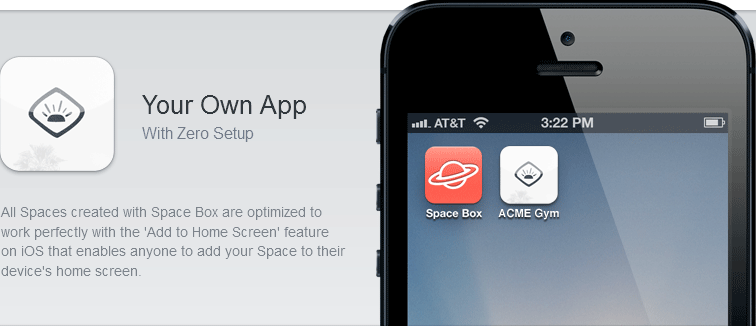 Your Own App
With Zero Setup
All Spaces created with Space Box are optimized to
work perfectly with the 'Add to Home Screen' feature
on iOS that enables anyone to add your Space to their
device's home screen.
AT&T 3:22 PM
Space Box ACME Gym